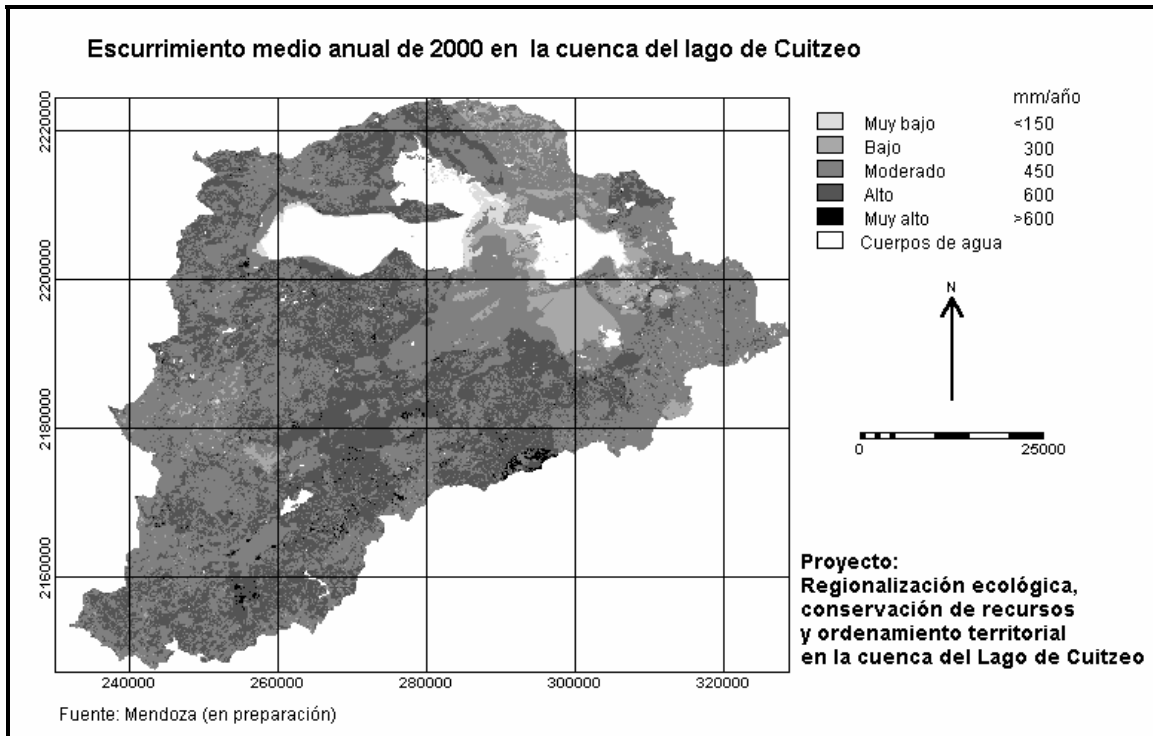 Escurrimiento medio anual de 2000 en la cuenca del lago de Cuitzeo
mm/año
Muy bajo <150
Bajo 300
Moderado 450
Alto 600
Muy alto >600
Cuerpos de agua
N
0 25000
2220000
2200000
2180000
2160000
240000 260000 280000 300000 320000
Proyecto:
Regionalización ecológica,
conservación de recursos
y ordenamiento territorial
en la cuenca del Lago de Cuitzeo
Fuente: Mendoza (en preparación)